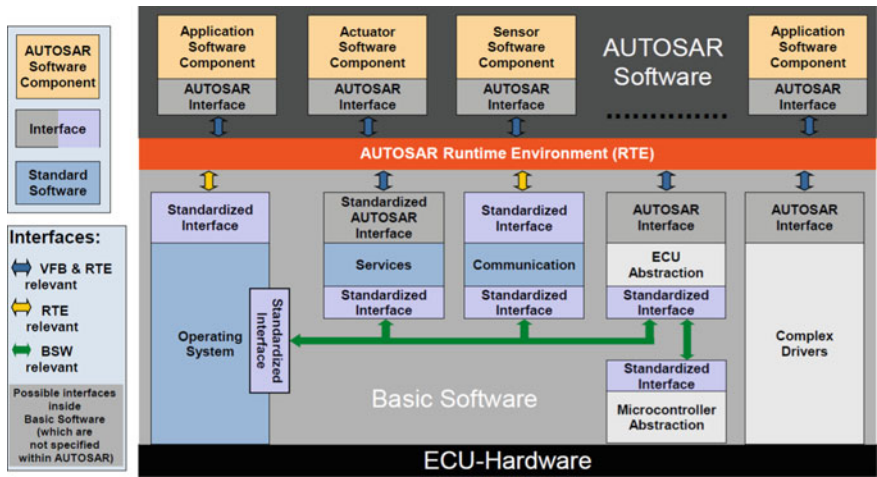 AUTOSAR
Software
Component
Interface
Standard
Software
Interfaces:
VFB & RTE
relevant
RTE
relevant
BSW
relevant
Possible interfaces
inside
Basic Software
(which are
not specified
within AUTOSAR)
Application
Software
Component
AUTOSAR
Interface
Actuator
Software
Component
AUTOSAR
Interface
Sensor
Software
Component
AUTOSAR
Interface
AUTOSAR
Software
Application
Software
Component
AUTOSAR
Interface
AUTOSAR Runtime Environment (RTE)
Standardized
Interface
Operating
System
Standardized
Interface
Standardized
AUTOSAR
Interface
Services
Standardized
Interface
Standardized
Interface
Communication
Standardized
Interface
AUTOSAR
Interface
ECU
Abstraction
Standardized
Interface
Standardized
Interface
Microcontroller
Abstraction
AUTOSAR
Interface
Complex
Drivers
Basic Software
ECU-Hardware